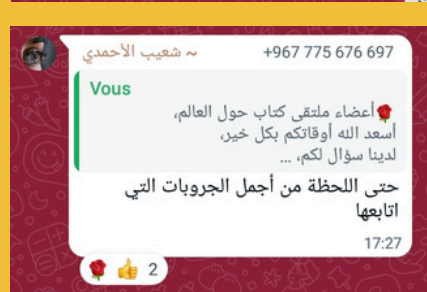 ~ شعيب الأحمدي
+967 775 676 697
Vous
🌹أعضاء ملتقى كتاب حول العالم،
أسعد الله أوقاتكم بكل خير،
لدينا سؤال لكم، ...
حتى اللحظة من أجمل الجروبات التي
اتابعها
17:27
🌹 👍 2